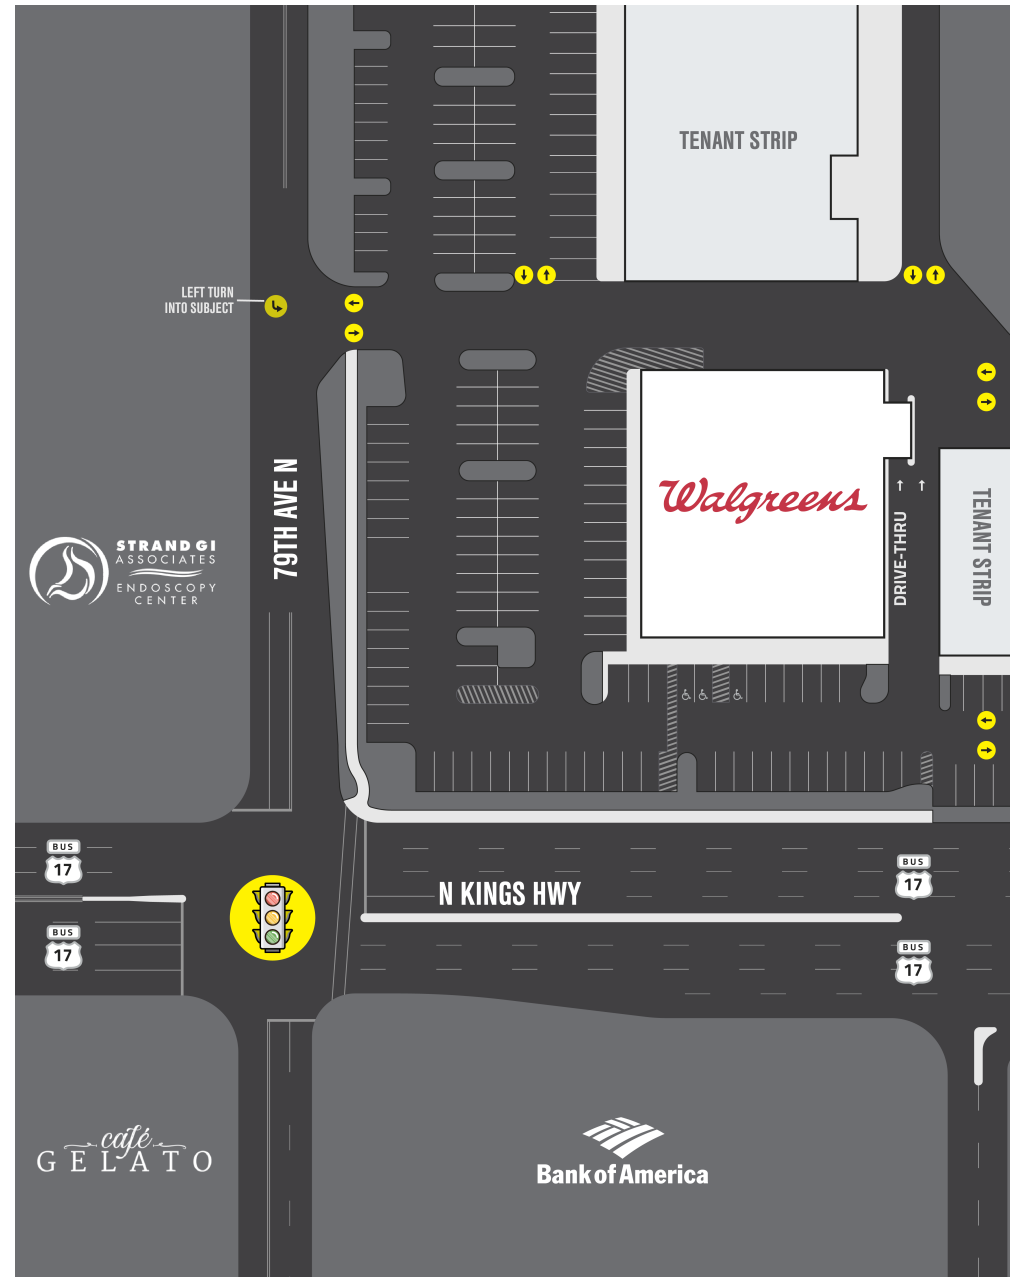 TENANT STRIP
LEFT TURN
INTO SUBJECT
79TH AVE N
Walgreens
DRIVE-THRU
TENANT STRIP
STRAND GI
ASSOCIATES
ENDOSCOPY
CENTER
BUS
17
BUS
17
N KINGS HWY
BUS
17
BUS
17
café
GELATO
Bank of America